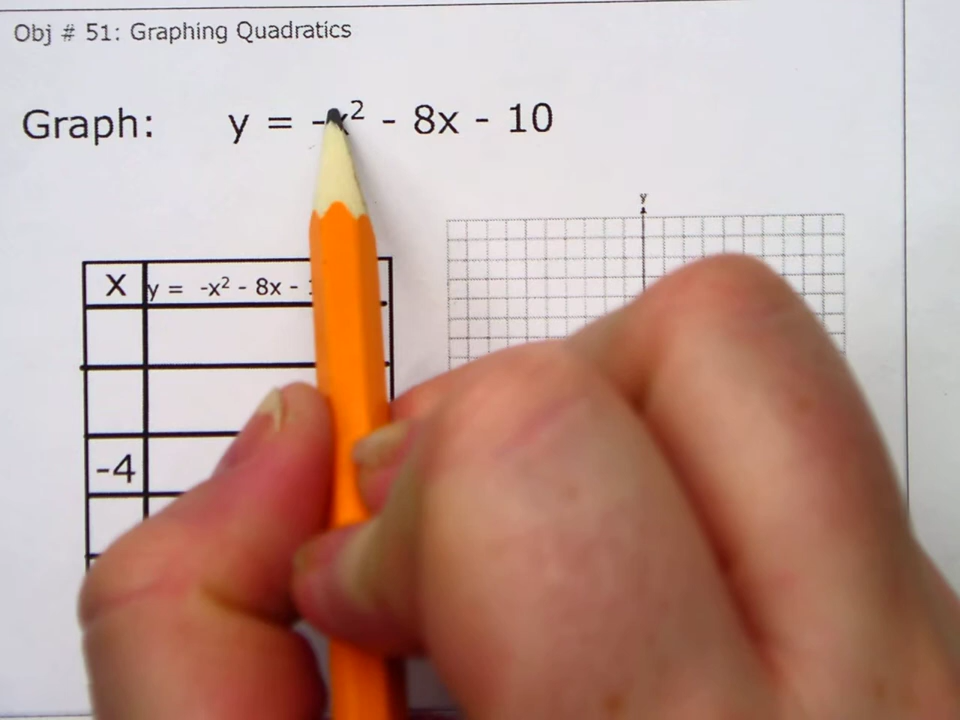 Obj # 51: Graphing Quadratics
Graph: y = -x² - 8x - 10
y
x y = -x² - 8x -
-4